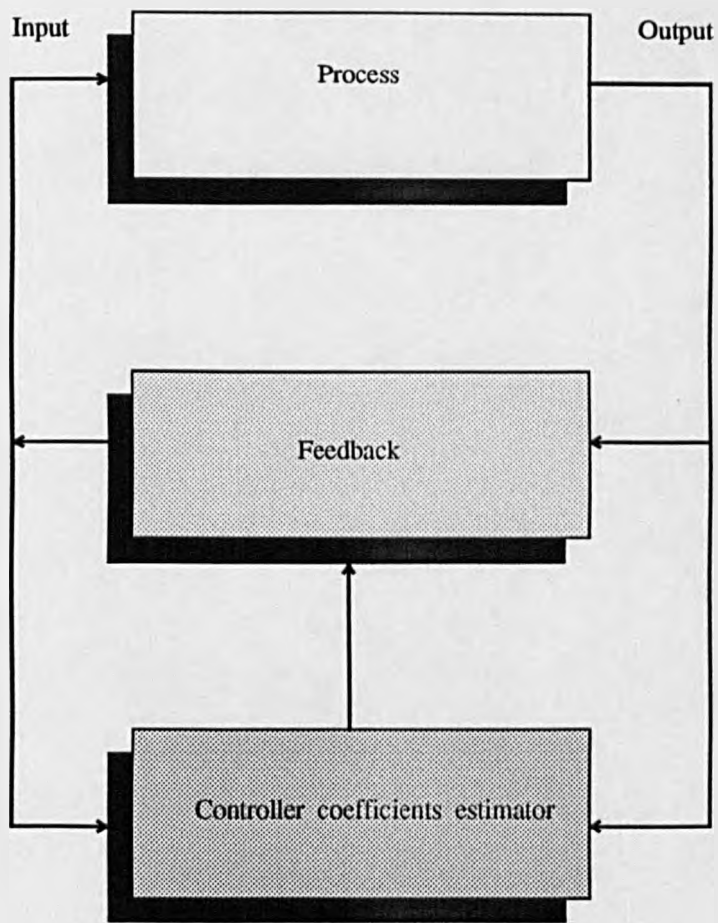 Input
Output
Process
Feedback
Controller coefficients estimator